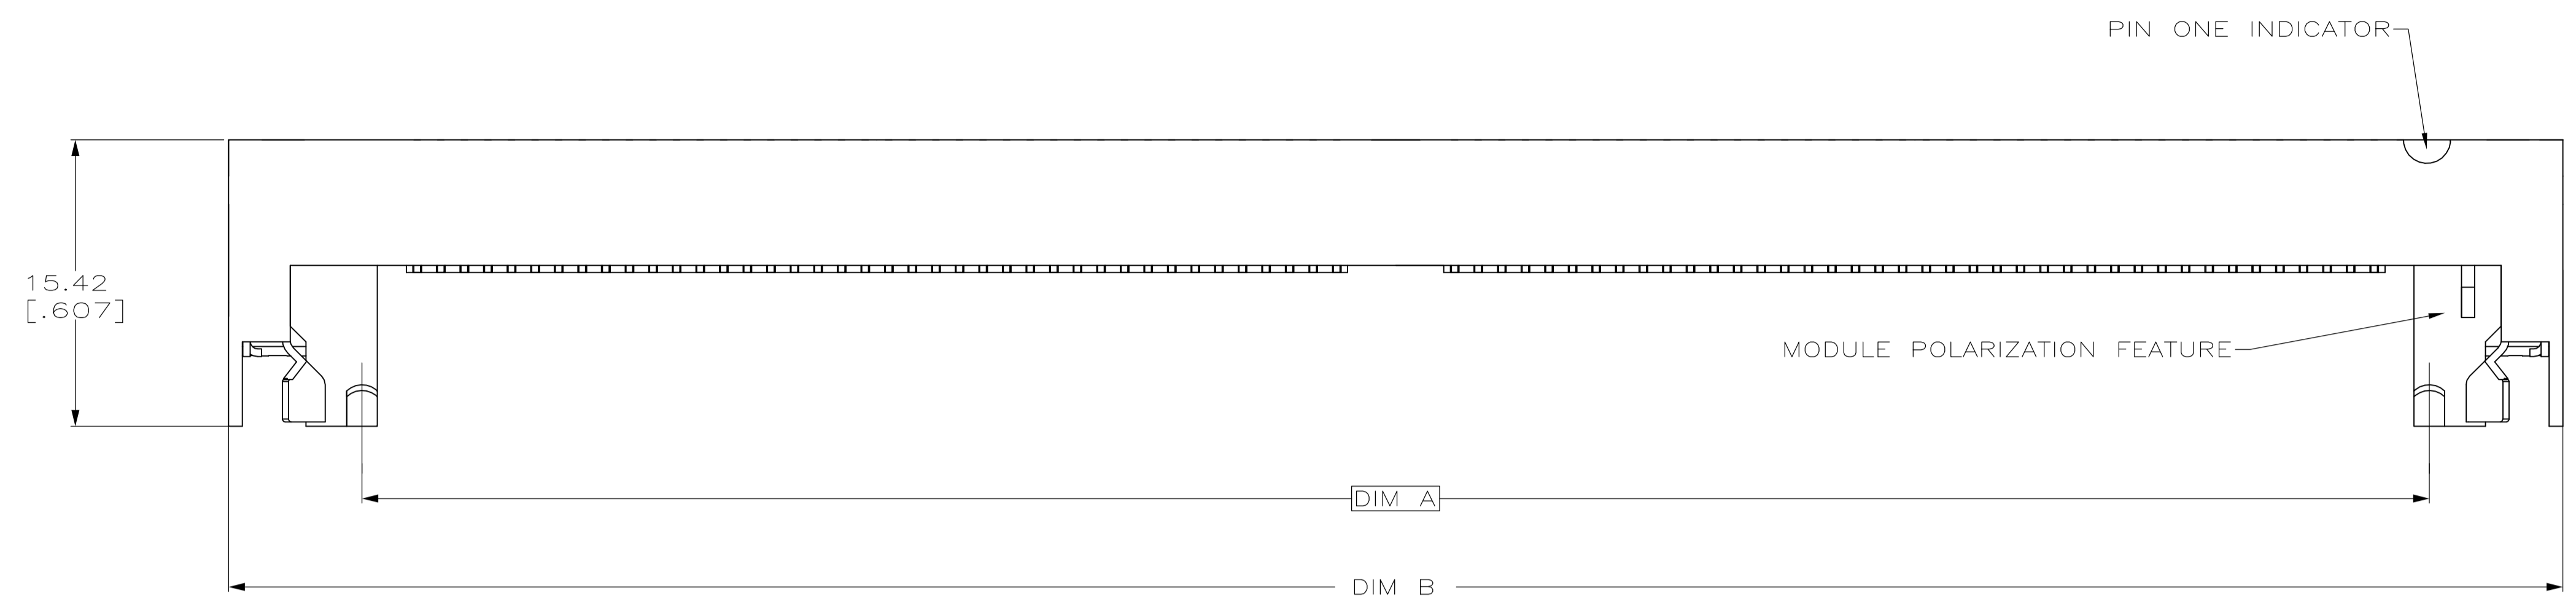 PIN ONE INDICATOR
15.42
[.607]
MODULE POLARIZATION FEATURE
DIM A
DIM B